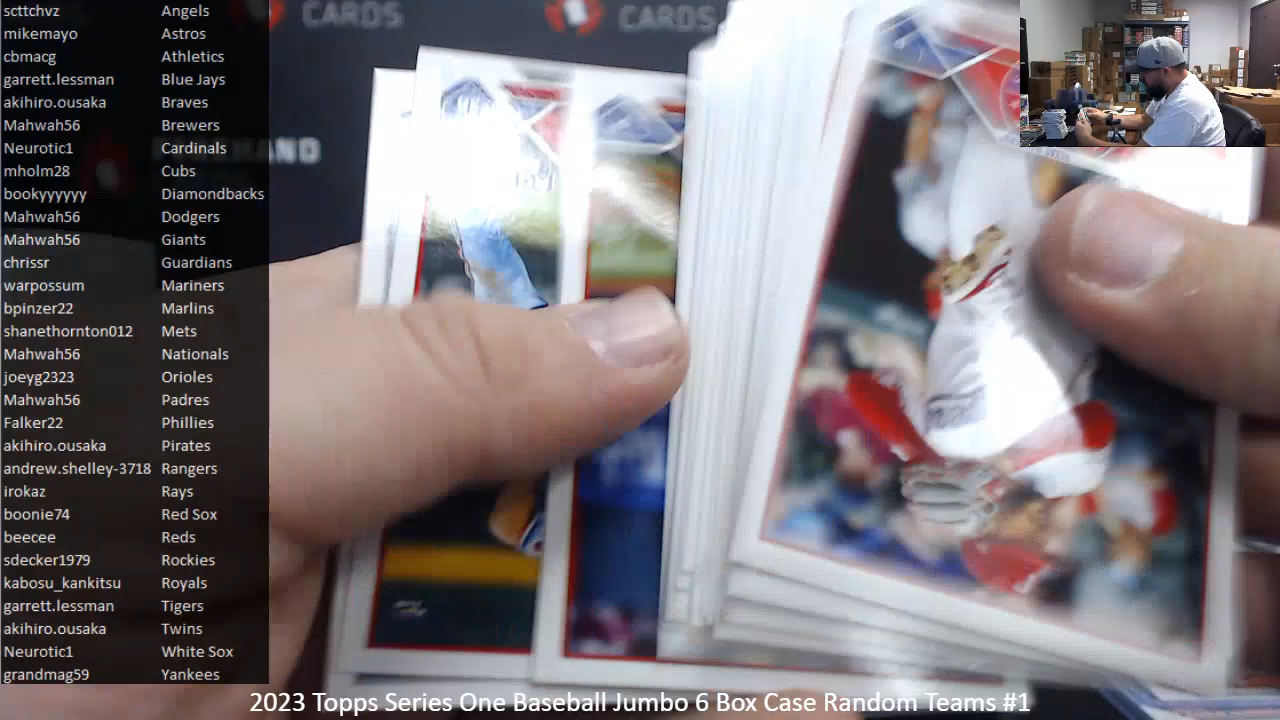 scttchvz Angels
mikemayo Astros
cbmacg Athletics
garrett.lessman Blue Jays
akihiro.ousaka Braves
Mahwah56 Brewers
Neurotic1 Cardinals
mholm28 Cubs
bookyyyyyy Diamondbacks
Mahwah56 Dodgers
Mahwah56 Giants
chrissr Guardians
warpossum Mariners
bpinzer22 Marlins
shanethornton012 Mets
Mahwah56 Nationals
joeyg2323 Orioles
Mahwah56 Padres
Falker22 Phillies
akihiro.ousaka Pirates
andrew.shelley-3718 Rangers
irokaz Rays
boonie74 Red Sox
beecee Reds
sdecker1979 Rockies
kabosu_kankitsu Royals
garrett.lessman Tigers
akihiro.ousaka Twins
Neurotic1 White Sox
grandmag59 Yankees
CARDS CARDS
2023 Topps Series One Baseball Jumbo 6 Box Case Random Teams #1